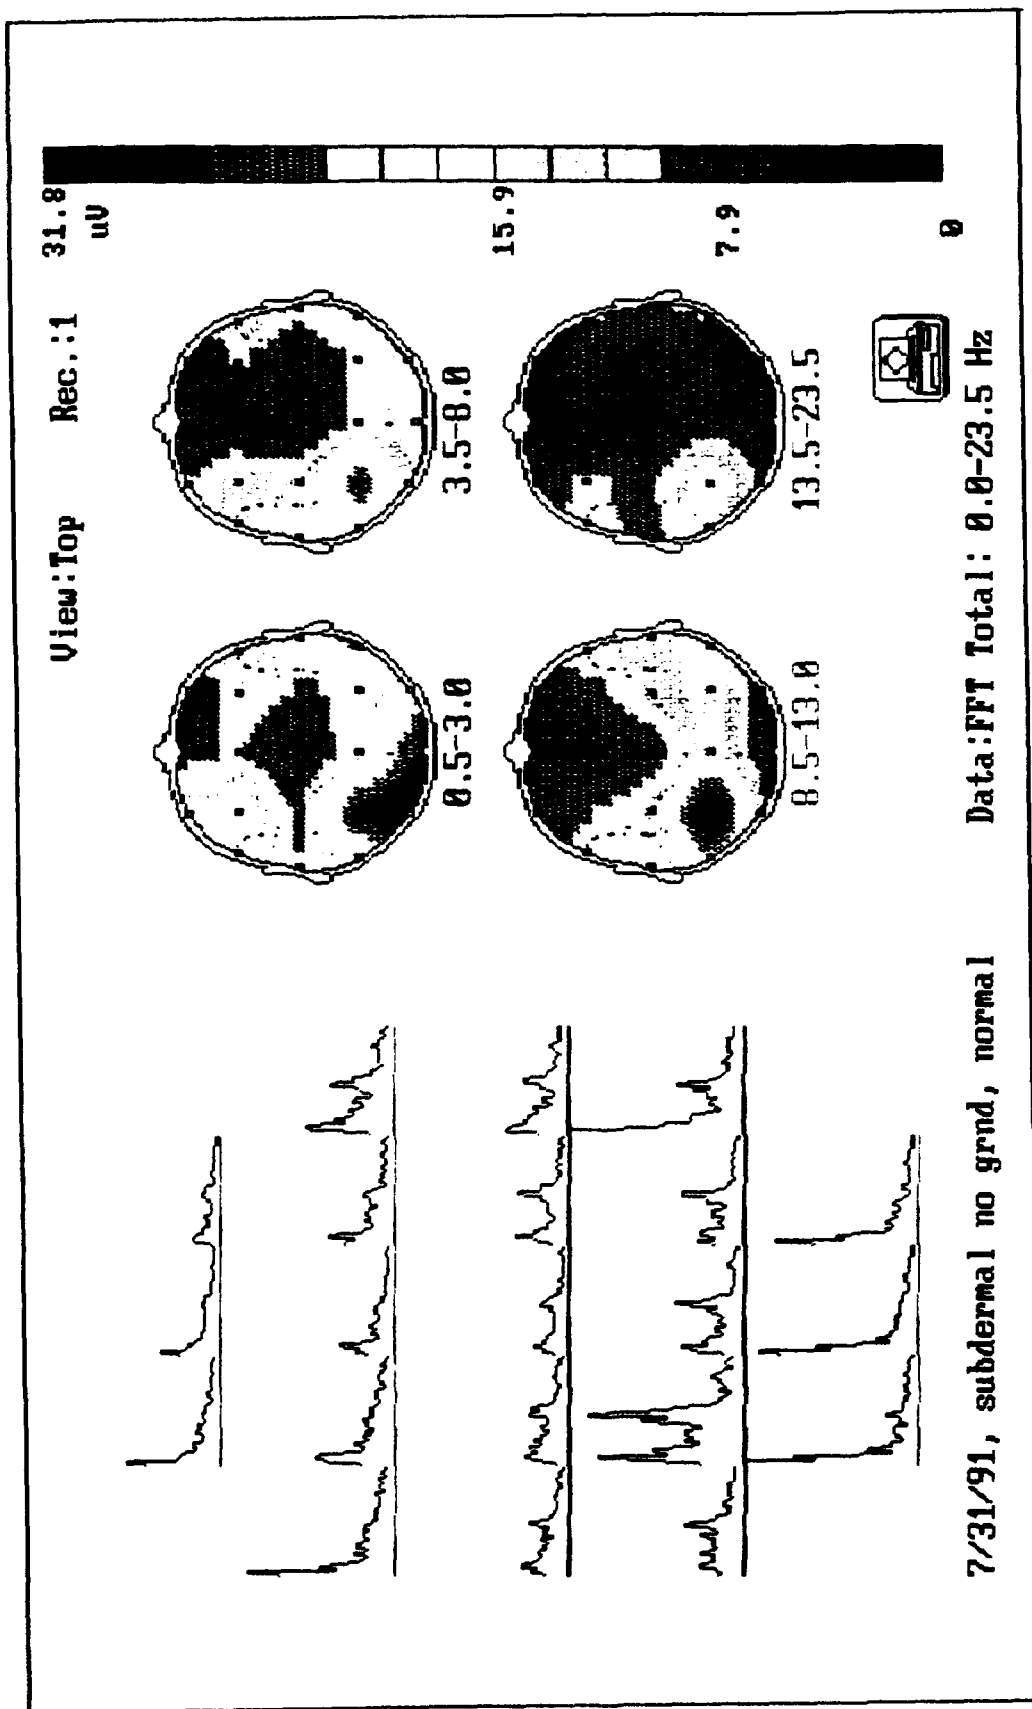 View:Top Rec.:1
31.8
uV
15.9
7.9
0
0.5-3.0
3.5-8.0
8.5-13.0
13.5-23.5
7/31/91, subdermal no grnd, normal
Data:FFT Total: 0.0-23.5 Hz